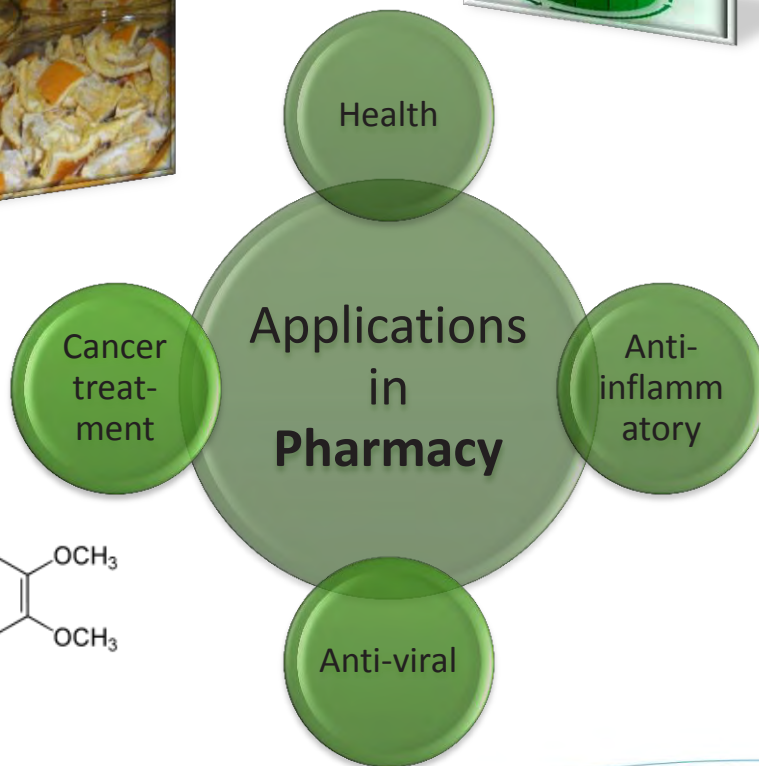 Health
Applications
in
Pharmacy
Cancer
treat-
ment
Anti-
inflamm
atory
OCH₃
OCH₃
Anti-viral